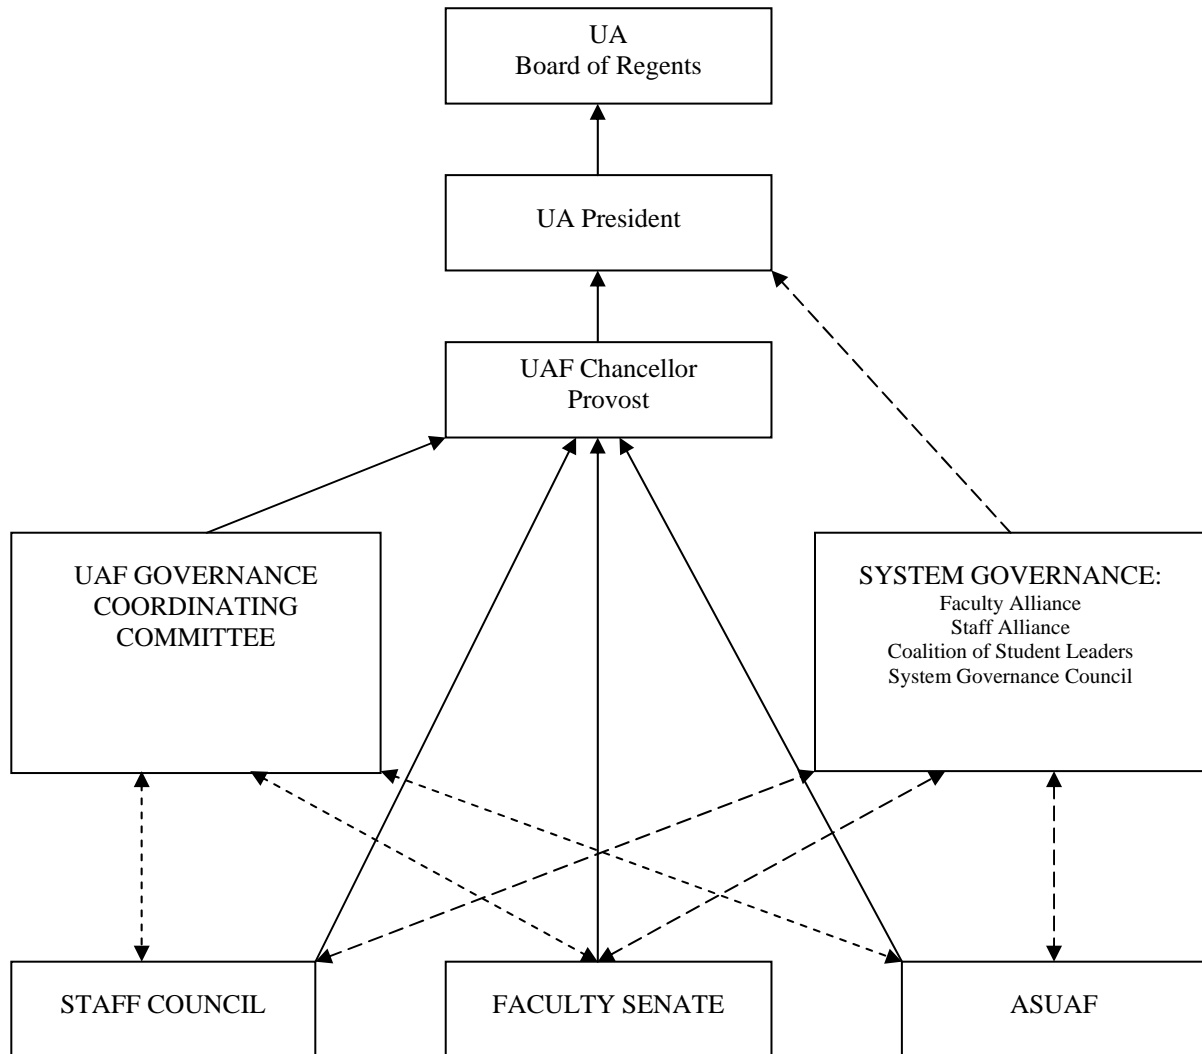 UA
Board of Regents
UA President
UAF Chancellor
Provost
UAF GOVERNANCE
COORDINATING
COMMITTEE
SYSTEM GOVERNANCE:
Faculty Alliance
Staff Alliance
Coalition of Student Leaders
System Governance Council
STAFF COUNCIL
FACULTY SENATE
ASUAF